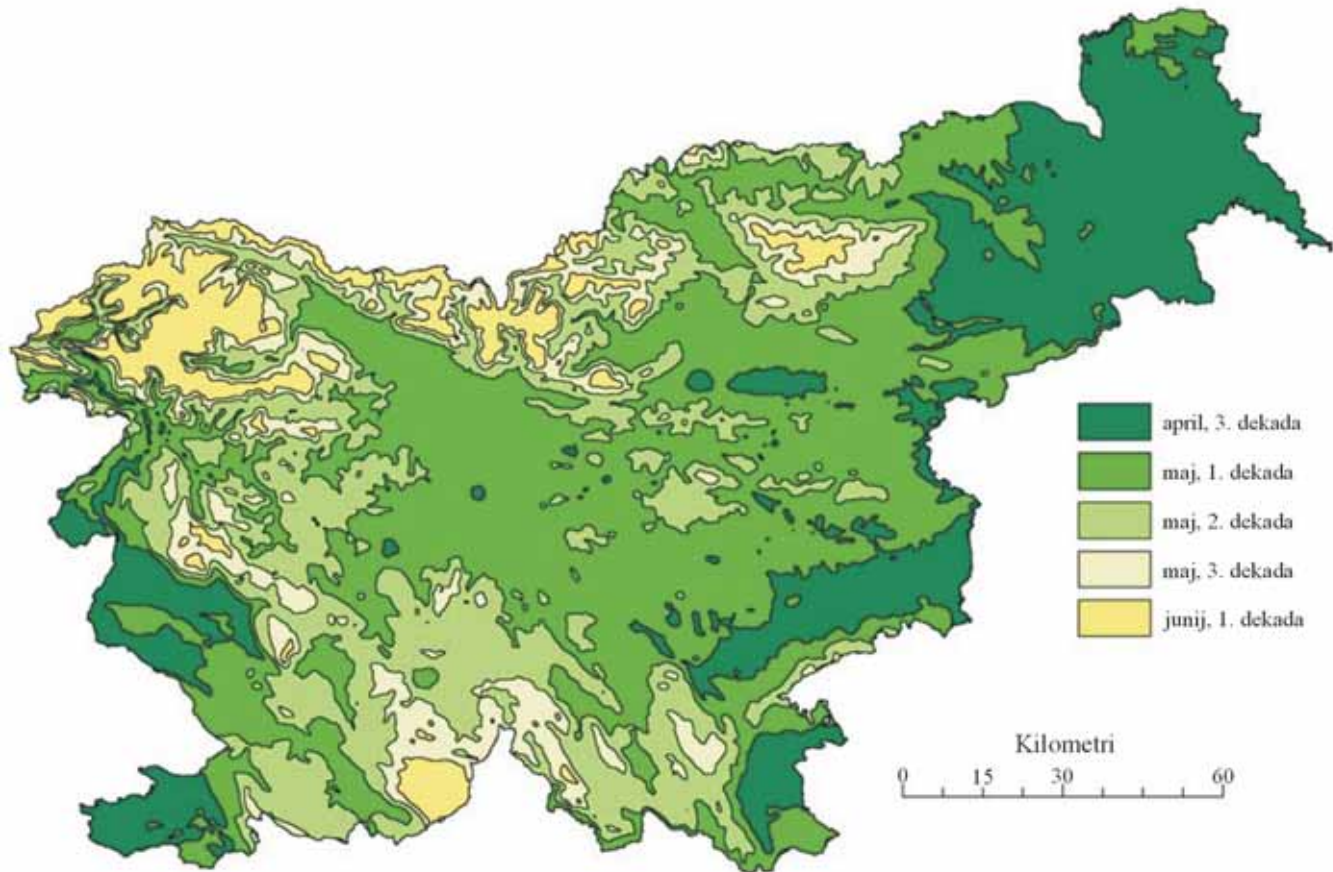 april, 3. dekada
maj, 1. dekada
maj, 2. dekada
maj, 3. dekada
junij, 1. dekada
Kilometri
0 15 30 60